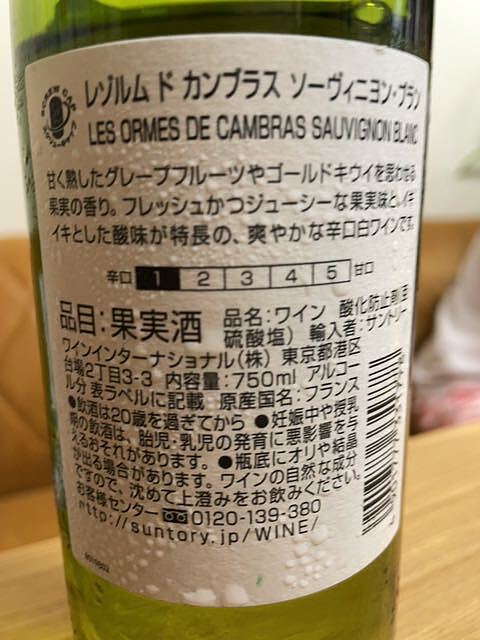 SCREW CAP
レゾルム ド カンブラス ソーヴィニヨン・ブラン
LES ORMES DE CAMBRAS SAUVIGNON BLANC
甘く熟したグレープフルーツやゴールドキウイを思わせる
果実の香り。フレッシュかつジューシーな果実味と、イキ
イキとした酸味が特長の、爽やかな辛口白ワインです。
辛口 1 2 3 4 5 甘口
品目:果実酒 品名:ワイン 酸化防止剤(亜
硫酸塩) 輸入者:サントリー
ワインインターナショナル(株) 東京都港区
台場2丁目3-3 内容量:750ml アルコー
ル分 表ラベルに記載 原産国名:フランス
●飲酒は20歳を過ぎてから ●妊娠中や授乳
期の飲酒は、胎児・乳児の発育に悪影響を与
えるおそれがあります。 ●瓶底にオリや結晶
が出る場合があります。ワインの自然な成分
ですので、沈めて上澄みをお飲みください。
お客様センター 0120-139-380
http://suntory.jp/WINE/